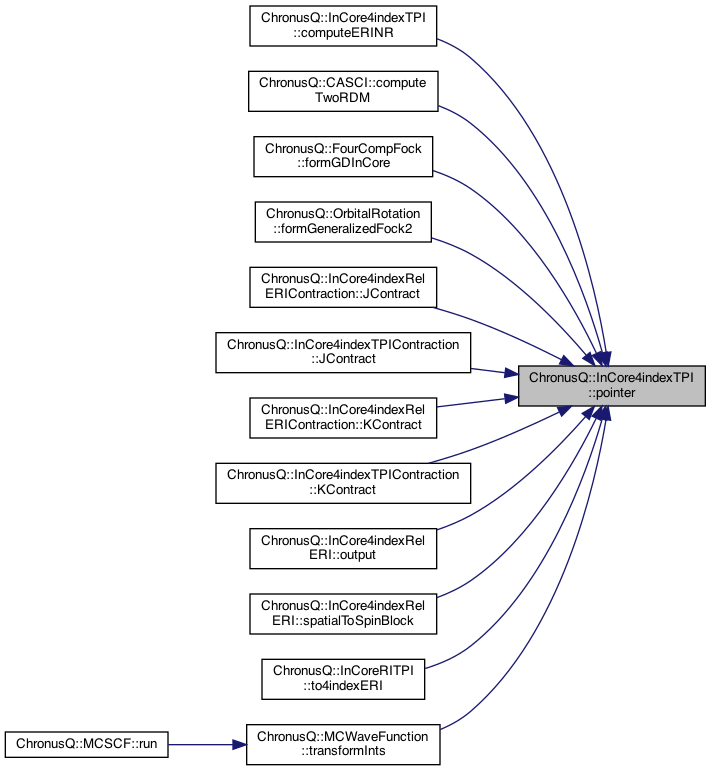 ChronusQ::InCore4indexTPI
::computeERINR
ChronusQ::CASCI::compute
TwoRDM
ChronusQ::FourCompFock
::formGDInCore
ChronusQ::OrbitalRotation
::formGeneralizedFock2
ChronusQ::InCore4indexRel
ERIContraction::JContract
ChronusQ::InCore4indexTPIContraction
::JContract
ChronusQ::InCore4indexTPI
::pointer
ChronusQ::InCore4indexRel
ERIContraction::KContract
ChronusQ::InCore4indexTPIContraction
::KContract
ChronusQ::InCore4indexRel
ERI::output
ChronusQ::InCore4indexRel
ERI::spatialToSpinBlock
ChronusQ::InCoreRITPI
::to4indexERI
ChronusQ::MCSCF::run
ChronusQ::MCWaveFunction
::transformInts